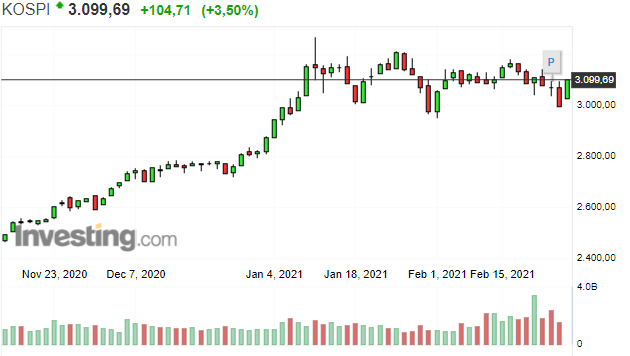 KOSPI 3.099,69 +104,71 (+3,50%)
P
3.099,69
3.000,00
2.800,00
2.600,00
2.400,00
Investing.com
Nov 23, 2020 Dec 7, 2020 Jan 4, 2021 Jan 18, 2021 Feb 1, 2021 Feb 15, 2021
4.0B
0